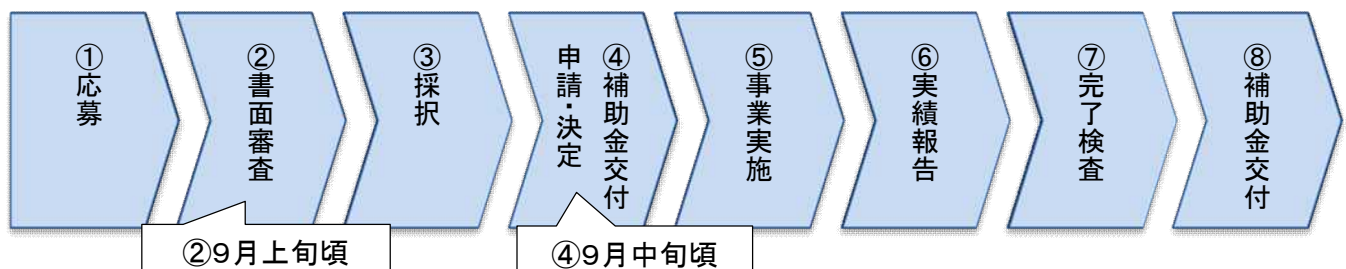 ①応募
②書面審査
③採択
④補助金交付
申請・決定
⑤事業実施
⑥実績報告
⑦完了検査
⑧補助金交付
②9月上旬頃
④9月中旬頃